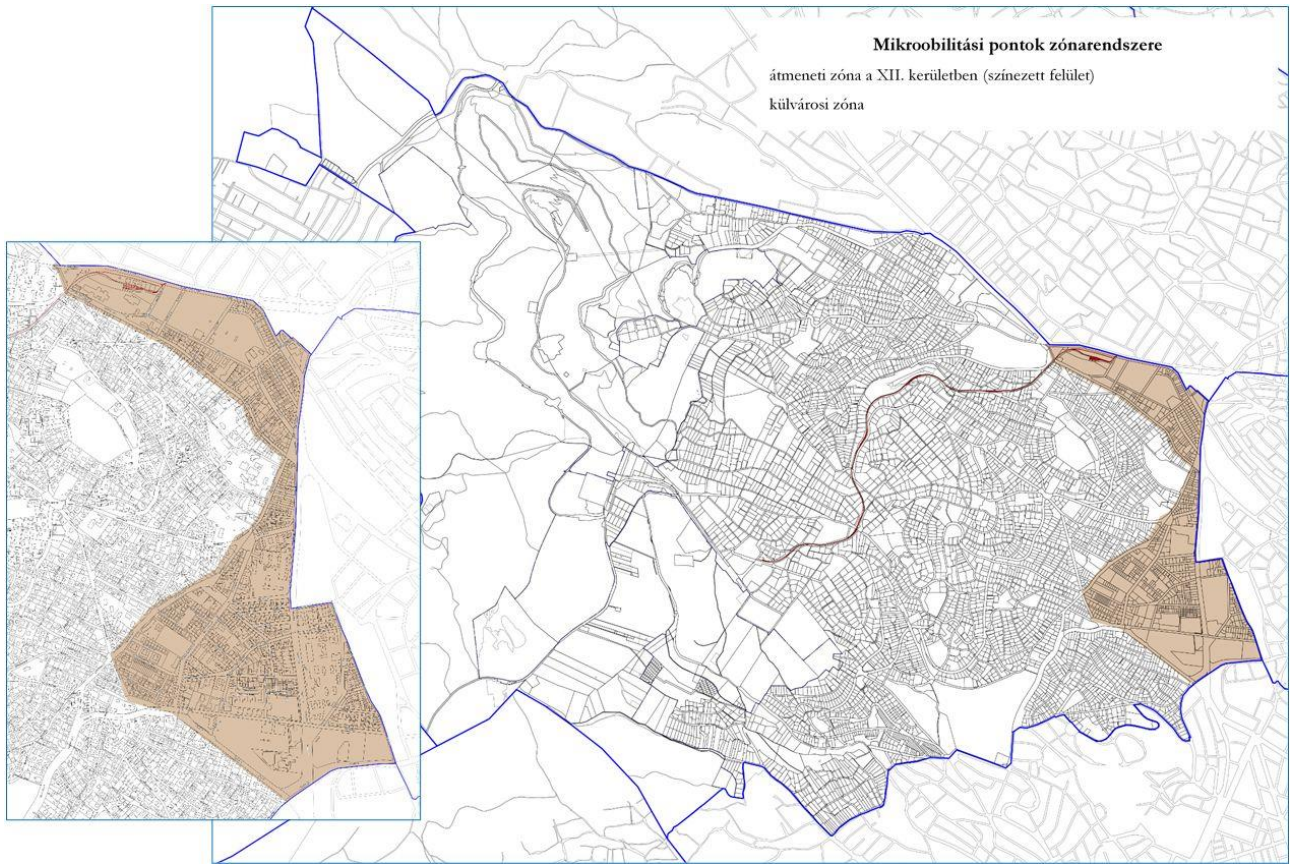 Mikroobilitási pontok zónarendszere
átmeneti zóna a XII. kerületben (színezett felület)
külvárosi zóna